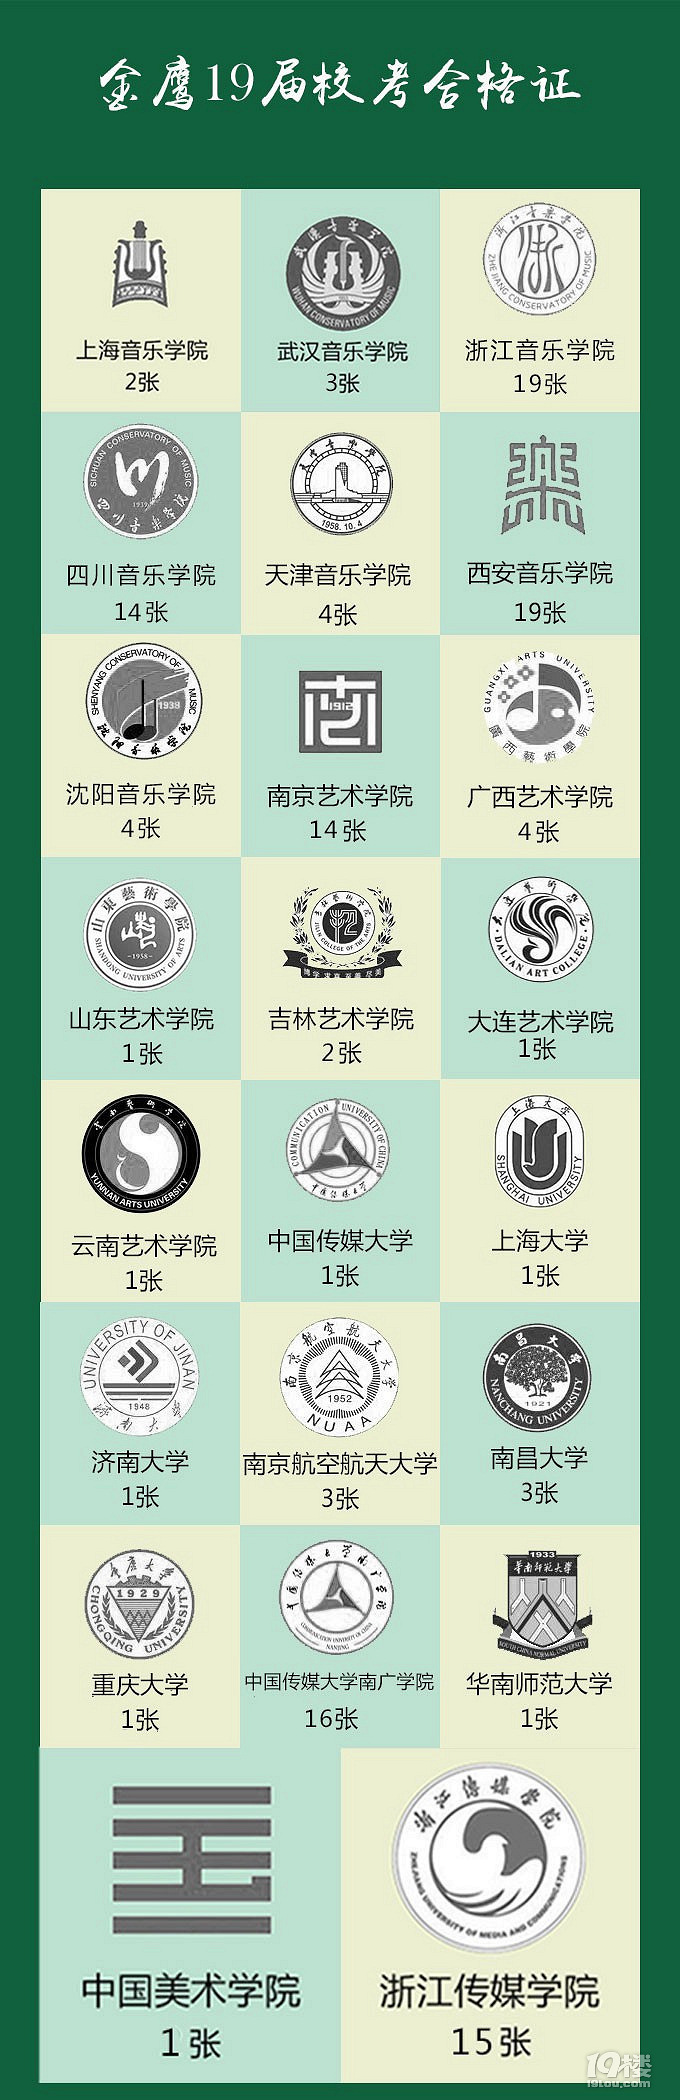 金鹰19届校考合格证
WUHAN CONSERVATORY OF MUSIC
浙江音乐学院
ZHE JIANG CONSERVATORY OF MUSIC
上海音乐学院
武汉音乐学院
浙江音乐学院
2张
3张
19张
SICHUAN CONSERVATORY OF MUSIC
1939
四川音乐学院
1958.10.4
四川音乐学院
天津音乐学院
西安音乐学院
14张
4张
19张
SHENYANG CONSERVATORY OF MUSIC
1938
沈阳音乐学院
1912
GUANGXI ARTS UNIVERSITY
廣西藝術學院
沈阳音乐学院
南京艺术学院
广西艺术学院
4张
14张
4张
山東藝術學院
SHANDONG UNIVERSITY OF ARTS
1958
吉林藝術學院
JILIN COLLEGE OF THE ARTS
大连艺术学院
DALIAN ART COLLEGE
山东艺术学院
吉林艺术学院
大连艺术学院
1张
2张
1张
云南艺术学院
YUNNAN ARTS UNIVERSITY
COMMUNICATION UNIVERSITY OF CHINA
中国传媒大学
上海大学
SHANGHAI UNIVERSITY
云南艺术学院
中国传媒大学
上海大学
1张
1张
1张
UNIVERSITY OF JINAN
1948
济南大学
南京航空航天大学
1952
NUAA
南昌大学
1921
NANCHANG UNIVERSITY
济南大学
南京航空航天大学
南昌大学
1张
3张
3张
重庆大学
1929
CHONGQING UNIVERSITY
中国传媒大学南广学院
COMMUNICATION UNIVERSITY OF CHINA
NANJING
1933
华南师范大学
SOUTH CHINA NORMAL UNIVERSITY
重庆大学
中国传媒大学南广学院
华南师范大学
1张
16张
1张
浙江传媒学院
ZHEJIANG UNIVERSITY OF MEDIA AND COMMUNICATIONS
中国美术学院
浙江传媒学院
1张
15张
19楼
19lou.com